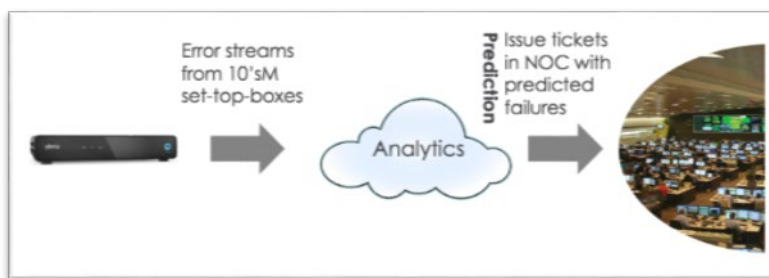 Error streams
from 10'sM
set-top-boxes
Analytics
Prediction
Issue tickets
in NOC with
predicted
failures